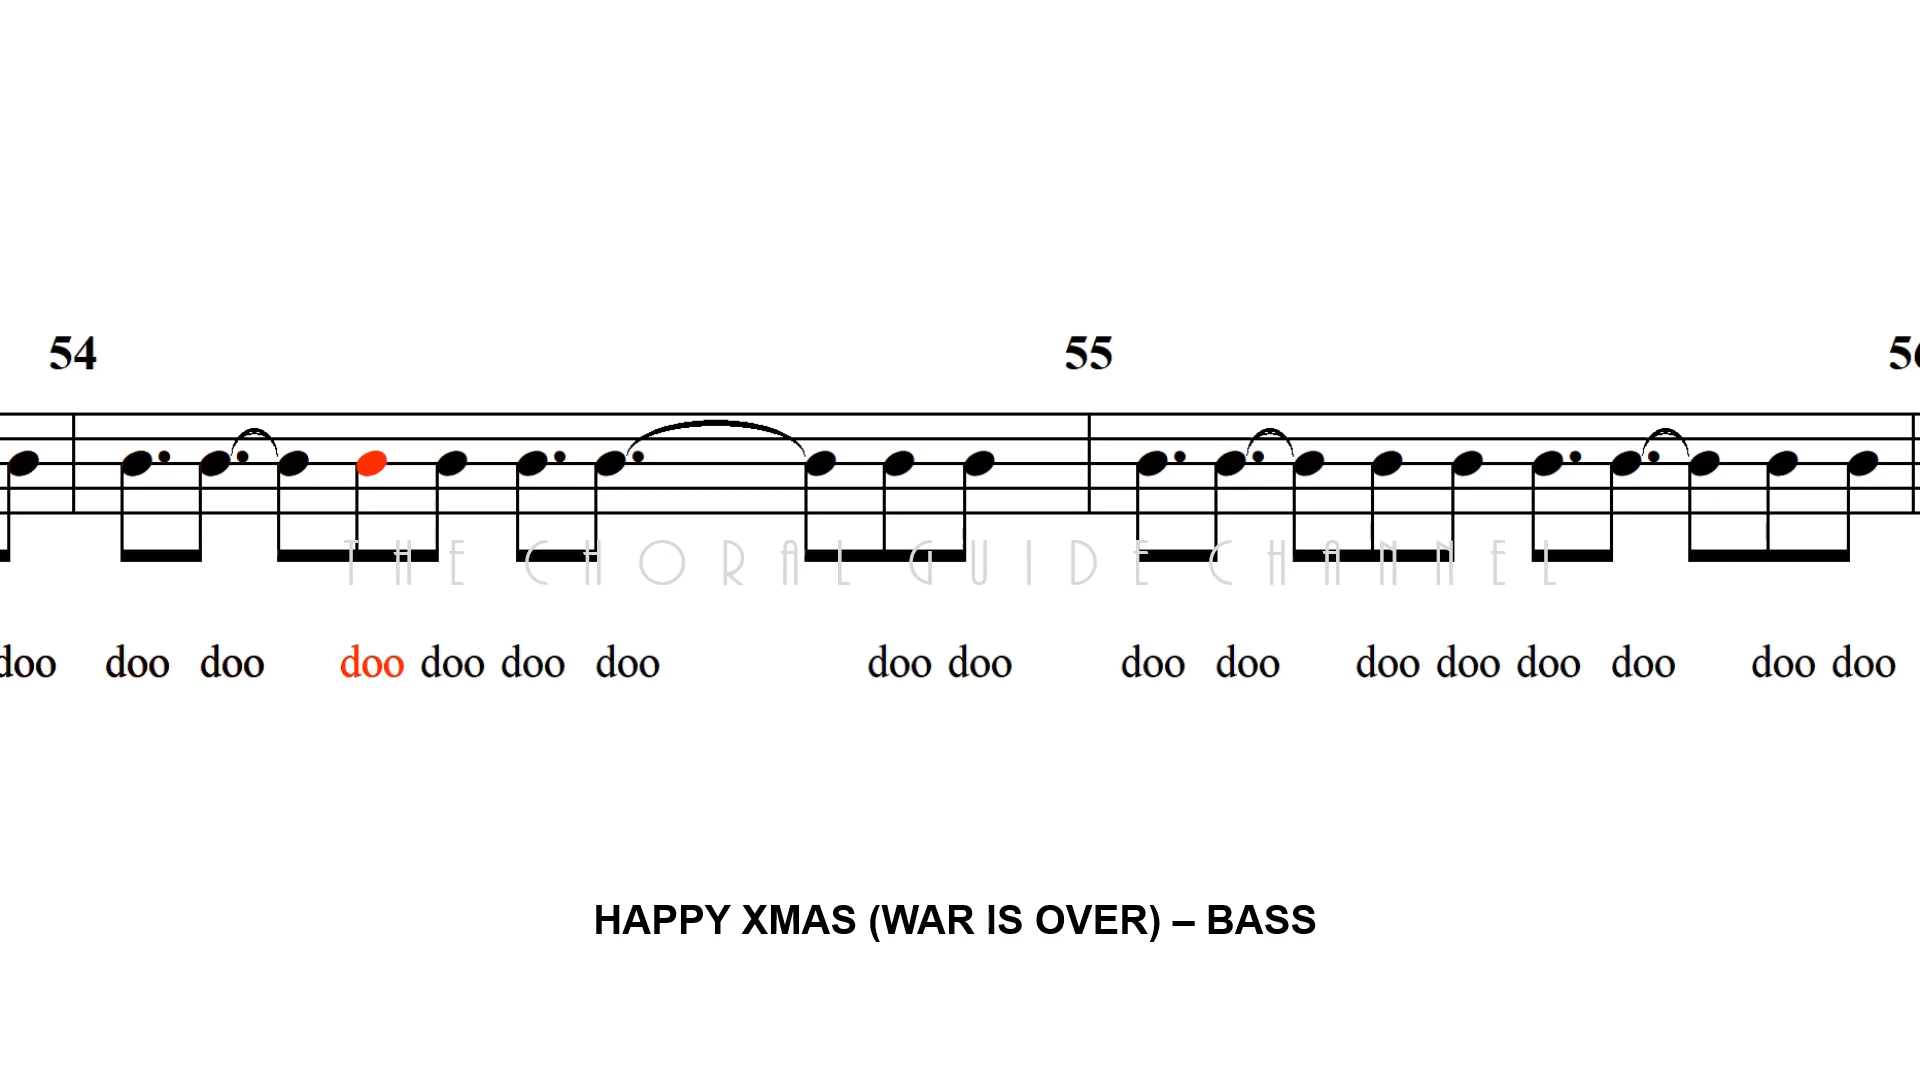 54 55
THE CHORAL GUIDE CHANNEL
doo doo doo doo doo doo doo doo doo doo doo doo doo doo doo doo doo
HAPPY XMAS (WAR IS OVER) – BASS